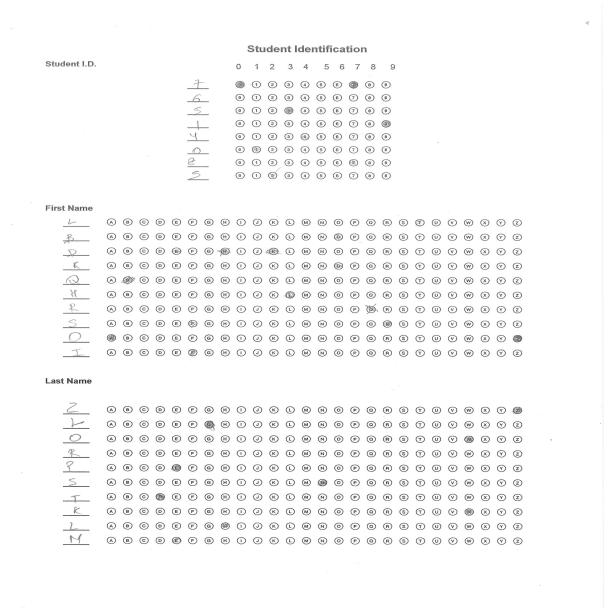 Student Identification
Student I.D.
0 1 2 3 4 5 6 7 8 9
7
6
5
1
4
0
8
5
First Name
L
B
D
K
Q
H
R
S
O
I
Last Name
Z
L
O
R
P
S
T
K
L
M